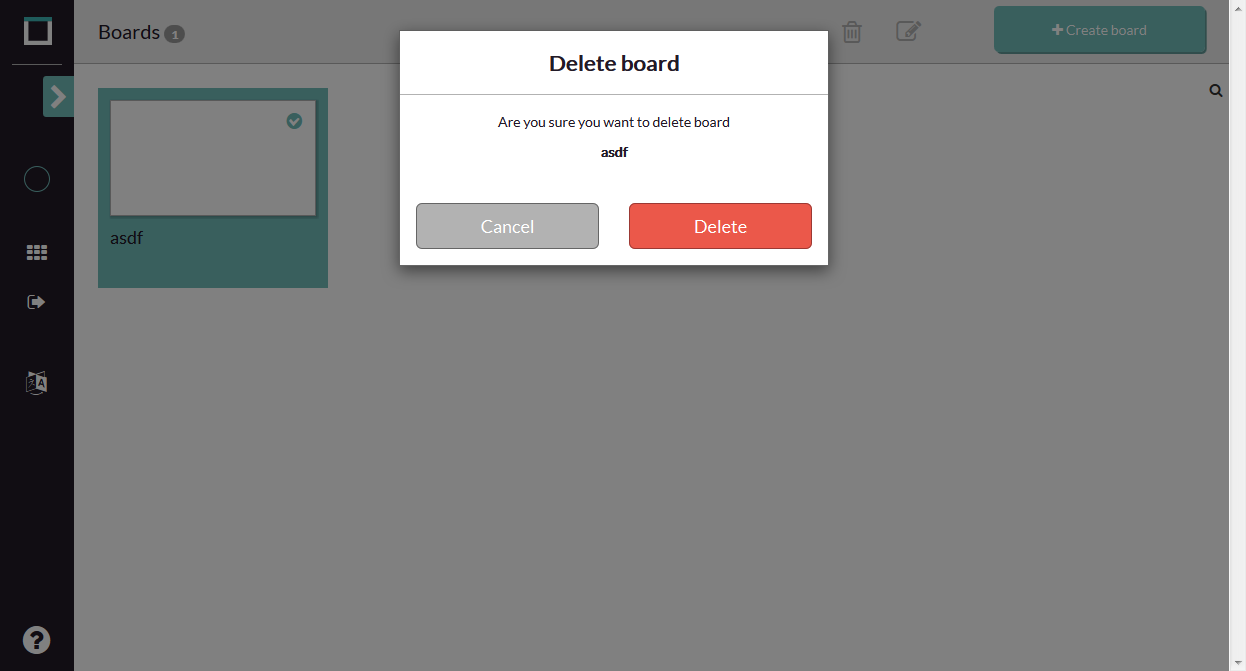 Boards 1
Create board
Delete board
Are you sure you want to delete board
asdf
Cancel
Delete
asdf
A
?